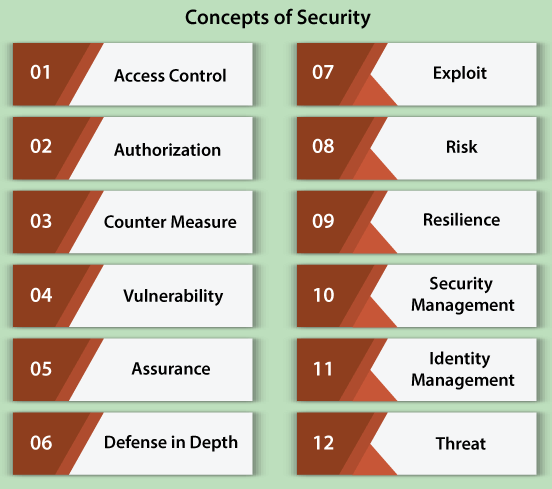 Concepts of Security
01
Access Control
02
Authorization
03
Counter Measure
04
Vulnerability
05
Assurance
06
Defense in Depth
07
Exploit
08
Risk
09
Resilience
10
Security
Management
11
Identity
Management
12
Threat